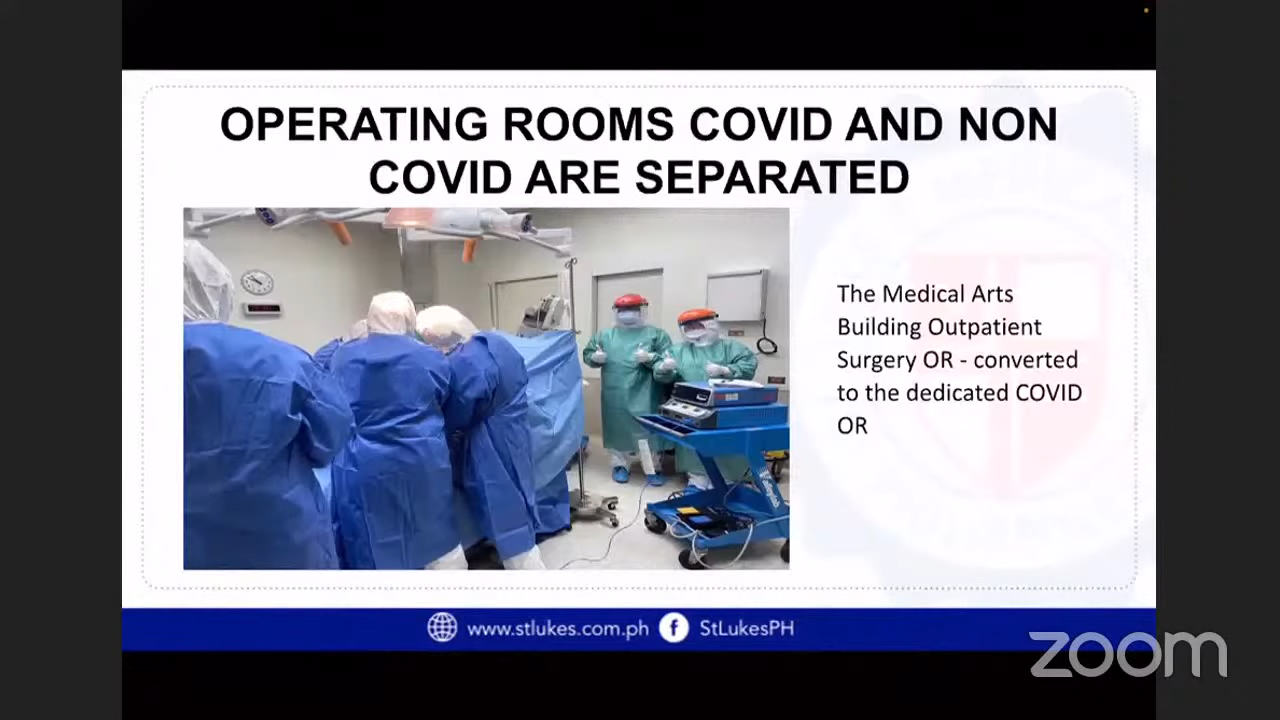 OPERATING ROOMS COVID AND NON
COVID ARE SEPARATED
The Medical Arts
Building Outpatient
Surgery OR - converted
to the dedicated COVID
OR
www.stlukes.com.ph StLukesPH
zoom